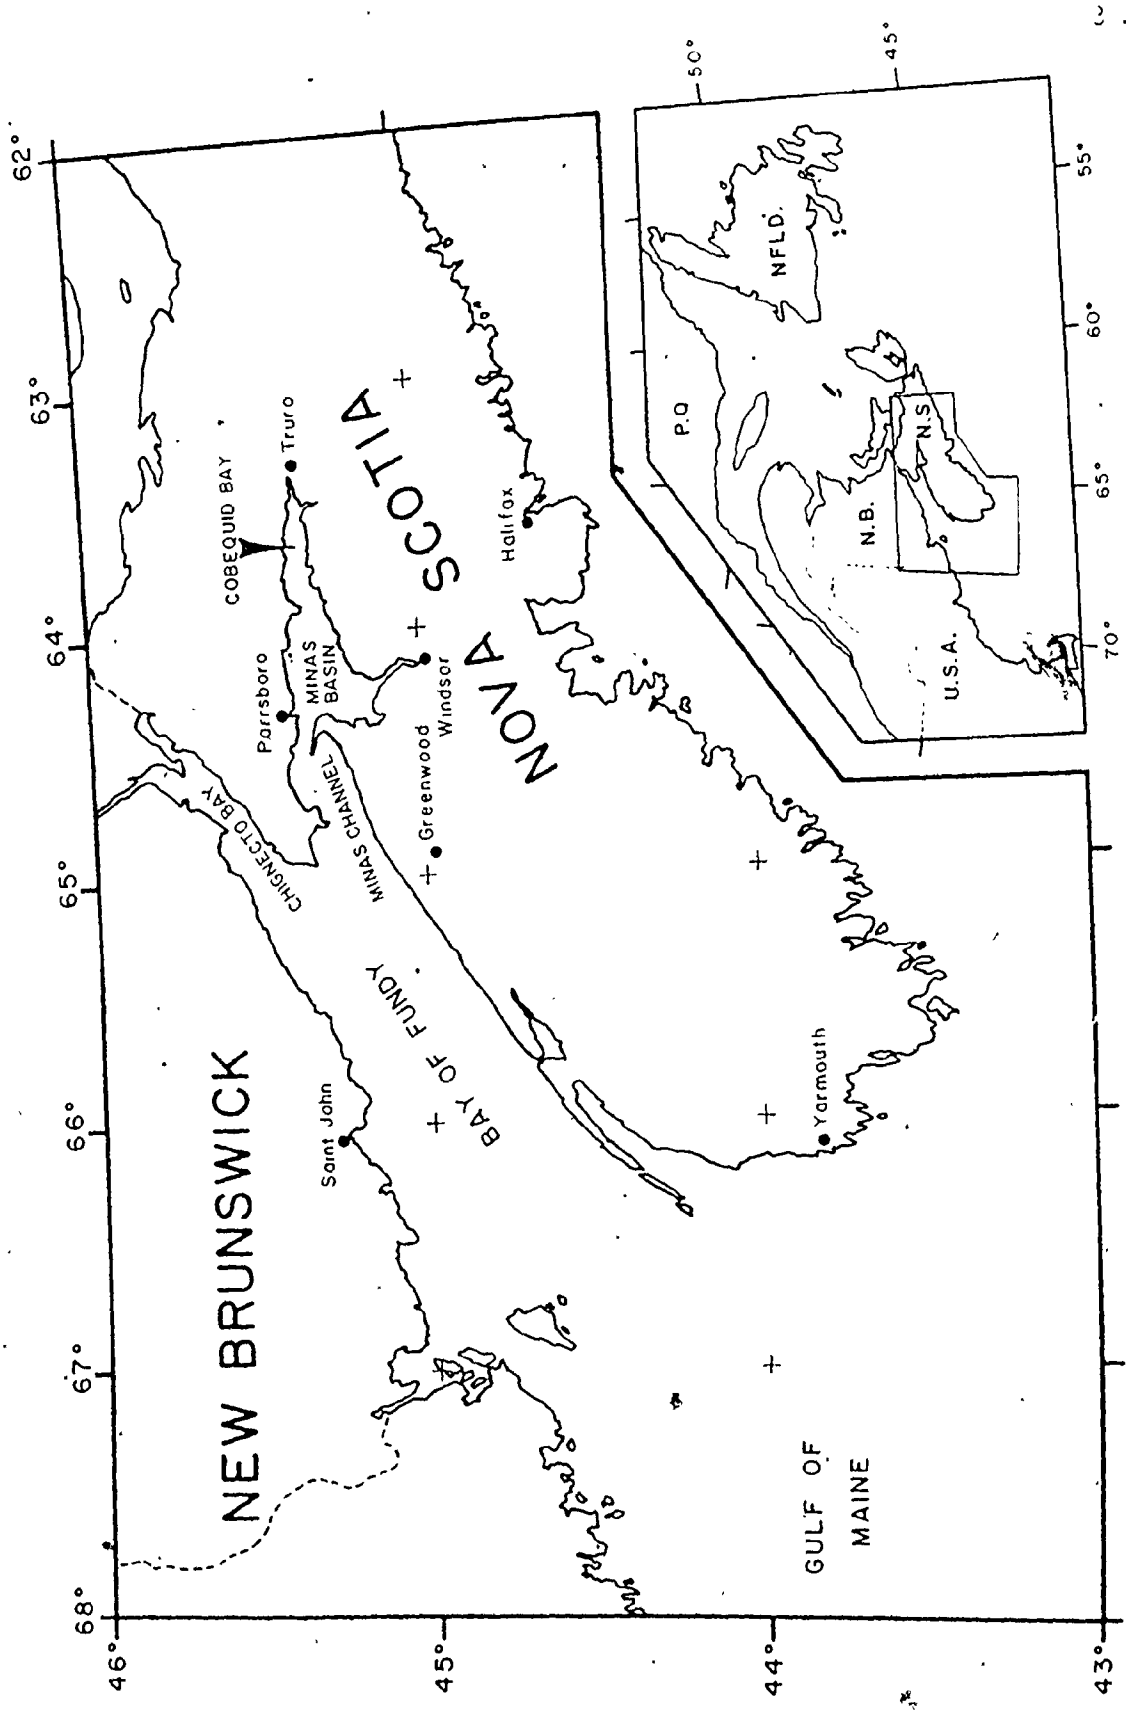 68°
67°
66°
65°
64°
63°
62°
46°
45°
44°
43°
NEW BRUNSWICK
Saint John
BAY OF FUNDY
CHIGNECTO BAY
MINAS CHANNEL
Parrsboro
MINAS
BASIN
COBEQUID BAY
Truro
Greenwood
Windsor
NOVA SCOTIA
Halifax
Yarmouth
GULF OF
MAINE
P.Q
NFLD.
N.B.
N.S
U.S.A.
50°
45°
70°
65°
60°
55°